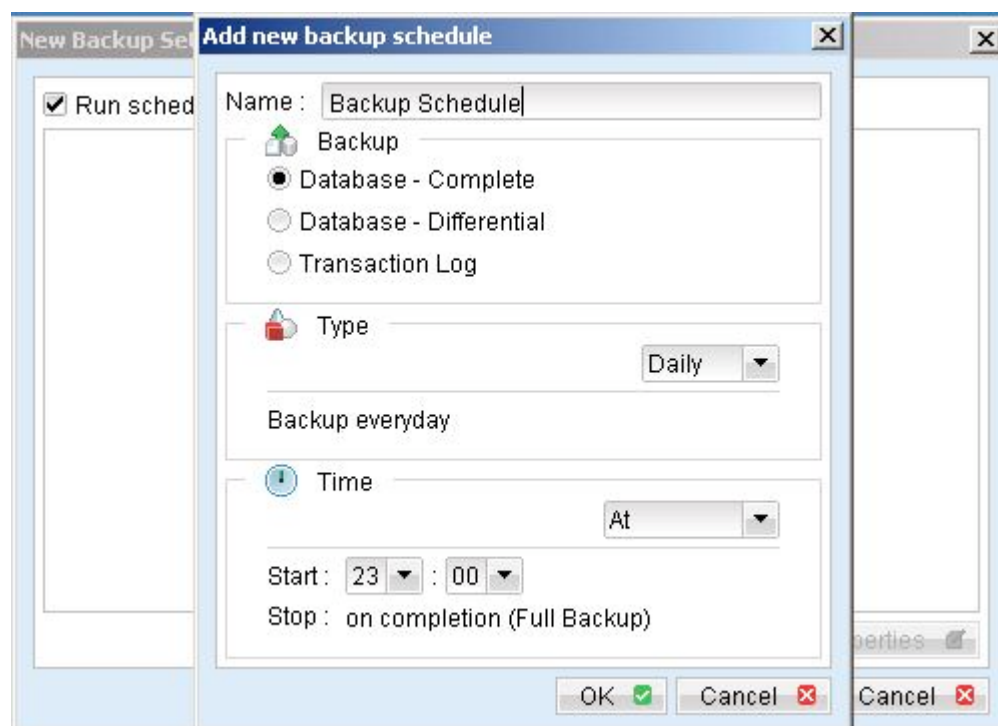 New Backup Set
Add new backup schedule
Run sched
Name : Backup Schedule
Backup
Database - Complete
Database - Differential
Transaction Log
Type
Daily
Backup everyday
Time
At
Start : 23 : 00
Stop : on completion (Full Backup)
perties
OK Cancel Cancel